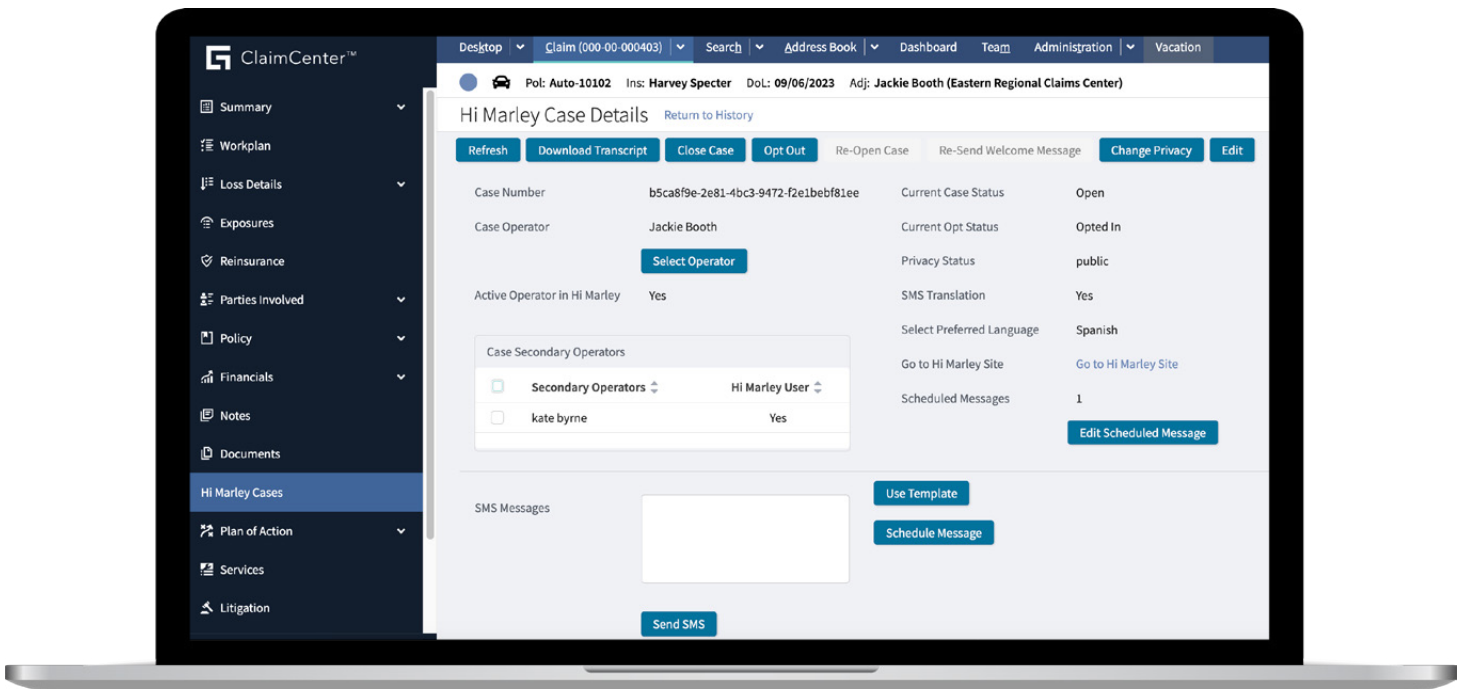 ClaimCenter™
Desktop Claim (000-00-000403) Search Address Book Dashboard Team Administration Vacation
Pol: Auto-10102 Ins: Harvey Specter DoL: 09/06/2023 Adj: Jackie Booth (Eastern Regional Claims Center)
Summary
Workplan
Loss Details
Exposures
Reinsurance
Parties Involved
Policy
Financials
Notes
Documents
Hi Marley Cases
Plan of Action
Services
Litigation
Hi Marley Case Details Return to History
Refresh Download Transcript Close Case Opt Out Re-Open Case Re-Send Welcome Message Change Privacy Edit
Case Number b5ca8f9e-2e81-4bc3-9472-f2e1bebf81ee
Case Operator Jackie Booth
Select Operator
Active Operator in Hi Marley Yes
Case Secondary Operators
Secondary Operators Hi Marley User
kate byrne Yes
Current Case Status Open
Current Opt Status Opted In
Privacy Status public
SMS Translation Yes
Select Preferred Language Spanish
Go to Hi Marley Site Go to Hi Marley Site
Scheduled Messages 1
Edit Scheduled Message
SMS Messages
Use Template
Schedule Message
Send SMS